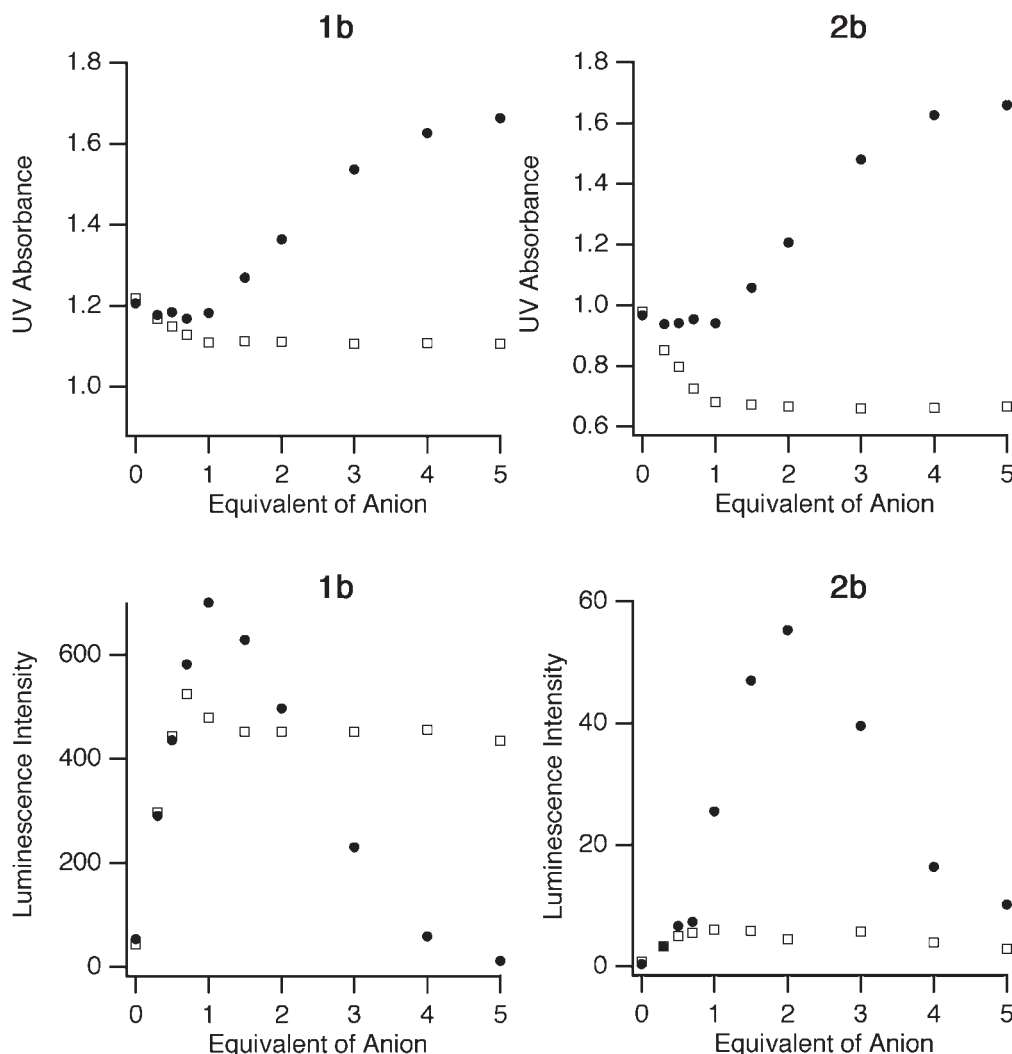 1b
1.8
1.6
1.4
1.2
1.0
UV Absorbance
0 1 2 3 4 5
Equivalent of Anion
2b
1.8
1.6
1.4
1.2
1.0
0.8
0.6
UV Absorbance
0 1 2 3 4 5
Equivalent of Anion
1b
600
400
200
0
Luminescence Intensity
0 1 2 3 4 5
Equivalent of Anion
2b
60
40
20
0
Luminescence Intensity
0 1 2 3 4 5
Equivalent of Anion